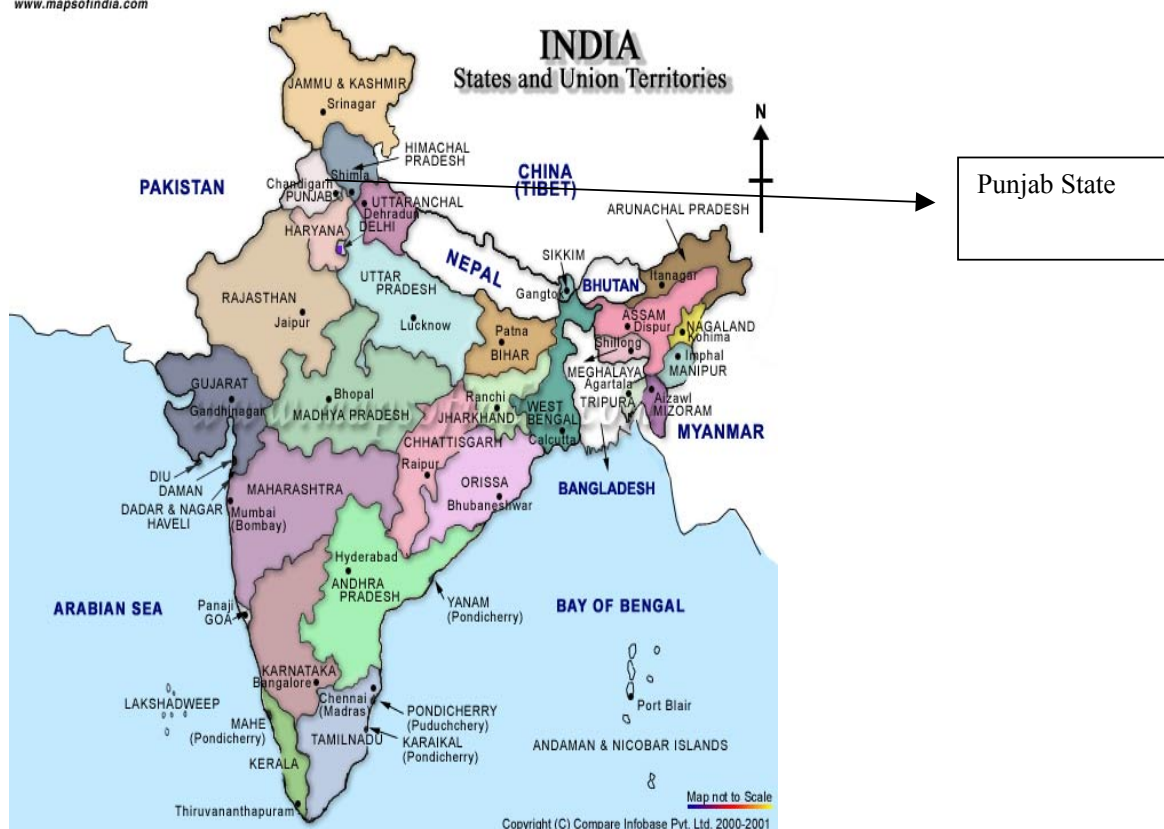 www.mapsofindia.com
INDIA
States and Union Territories
JAMMU & KASHMIR
Srinagar
N
HIMACHAL
PRADESH
CHINA
(TIBET)
PAKISTAN
Shimla
Chandigarh
PUNJAB
Punjab State
UTTARANCHAL
Dehradun
DELHI
HARYANA
ARUNACHAL PRADESH
NEPAL
SIKKIM
Gangtok
BHUTAN
Itanagar
UTTAR
PRADESH
RAJASTHAN
Jaipur
Lucknow
Patna
BIHAR
ASSAM
Dispur
NAGALAND
Kohima
Shillong
MEGHALAYA
Imphal
MANIPUR
Agartala
TRIPURA
Aizawl
MIZORAM
GUJARAT
Gandhinagar
Bhopal
MADHYA PRADESH
Ranchi
JHARKHAND
WEST
BENGAL
Calcutta
MYANMAR
CHHATTISGARH
Raipur
DIU
DAMAN
DADAR & NAGAR
HAVELI
MAHARASHTRA
Mumbai
(Bombay)
ORISSA
Bhubaneshwar
BANGLADESH
Hyderabad
ANDHRA
PRADESH
ARABIAN SEA
Panaji
GOA
YANAM
(Pondicherry)
BAY OF BENGAL
KARNATAKA
Bangalore
LAKSHADWEEP
Chennai
(Madras)
PONDICHERRY
(Puduchchery)
Port Blair
MAHE
(Pondicherry)
TAMILNADU
KARAIKAL
(Pondicherry)
ANDAMAN & NICOBAR ISLANDS
KERALA
Thiruvananthapuram
Map not to Scale
Copyright (C) Compare Infobase Pvt. Ltd. 2000-2001